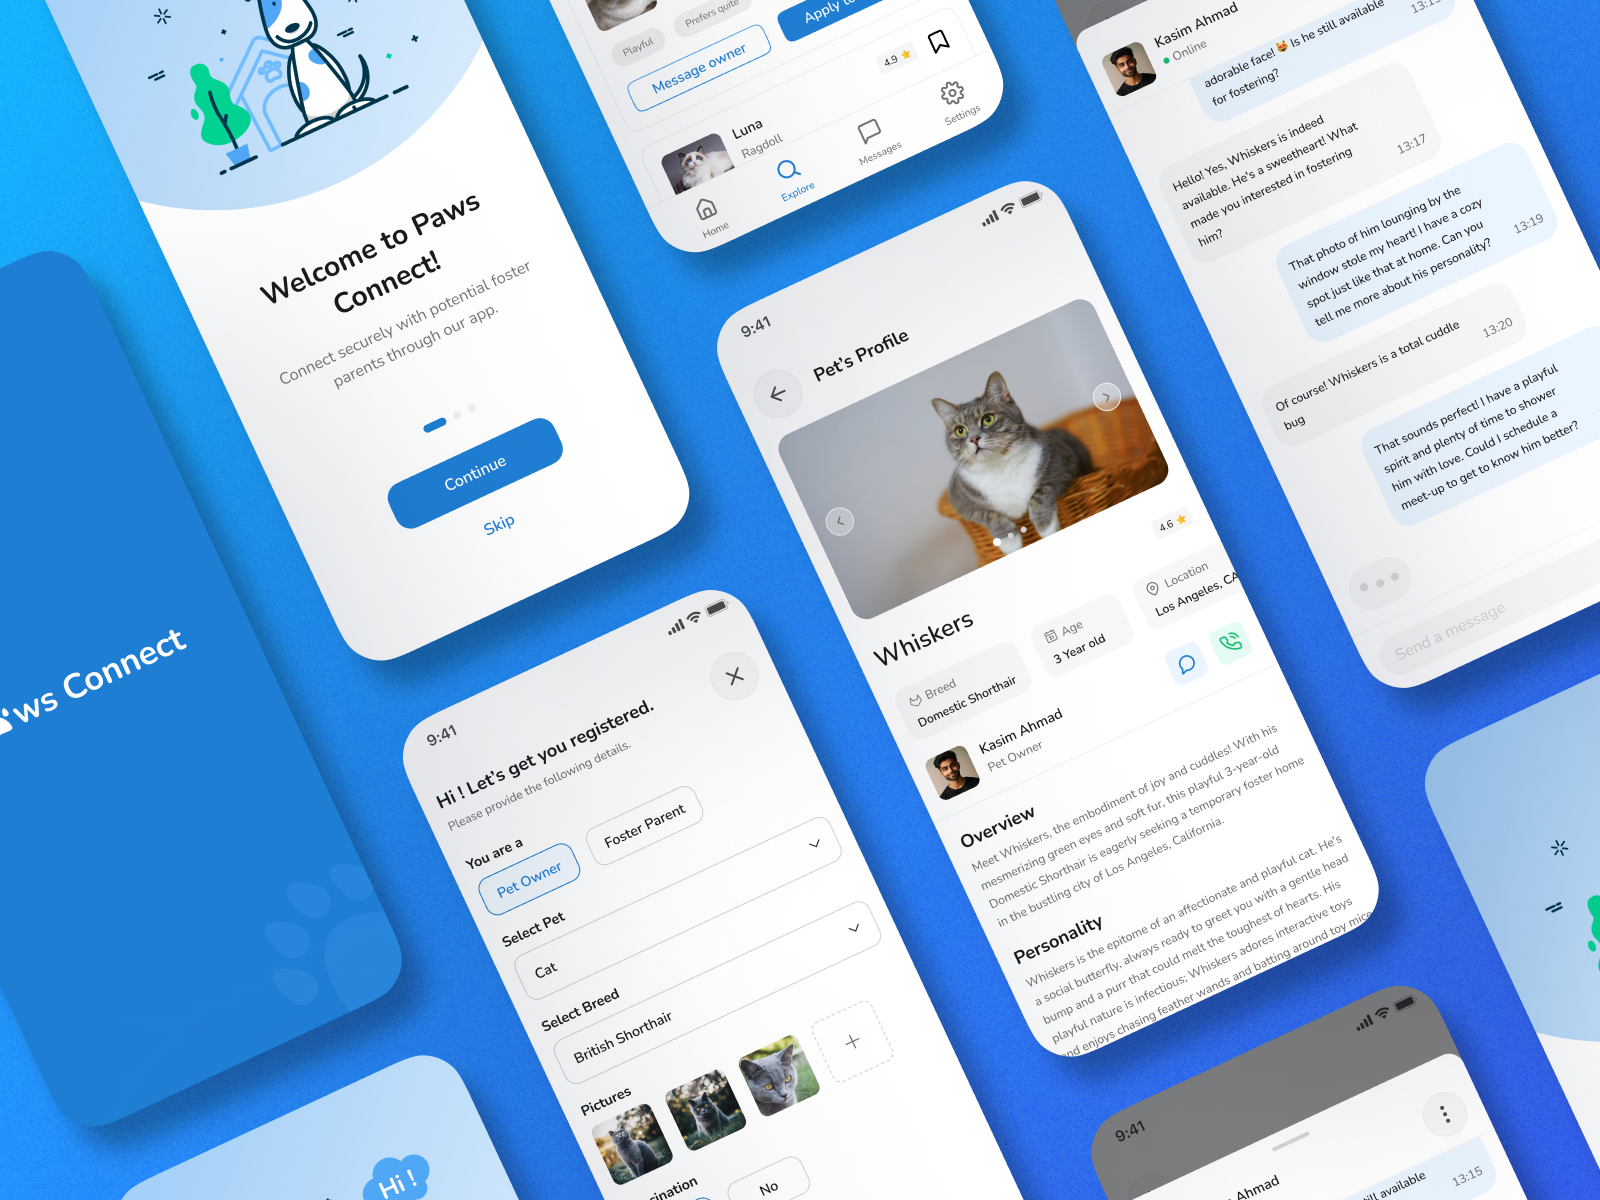 ws Connect
Welcome to Paws
Connect!
Connect securely with potential foster
parents through our app.
Continue
Skip
Hi !
Playful
Prefers quite
Message owner
Apply to
4.9
Luna
Ragdoll
Home
Explore
Messages
Settings
9:41
Hi ! Let's get you registered.
Please provide the following details.
You are a
Pet Owner
Foster Parent
Select Pet
Cat
Select Breed
British Shorthair
Pictures
cination
No
9:41
Pet's Profile
4.6
Whiskers
Breed
Domestic Shorthair
Age
3 Year old
Location
Los Angeles, CA
Kasim Ahmad
Pet Owner
Overview
Meet Whiskers, the embodiment of joy and cuddles! With his
mesmerizing green eyes and soft fur, this playful 3-year-old
Domestic Shorthair is eagerly seeking a temporary foster home
in the bustling city of Los Angeles, California.
Personality
Whiskers is the epitome of an affectionate and playful cat. He's
a social butterfly, always ready to greet you with a gentle head
bump and a purr that could melt the toughest of hearts. His
playful nature is infectious; Whiskers adores interactive toys
and enjoys chasing feather wands and batting around toy mice
Kasim Ahmad
Online
adorable face!😻 Is he still available
for fostering?
Hello! Yes, Whiskers is indeed
available. He's a sweetheart! What
made you interested in fostering
him?
13:17
That photo of him lounging by the
window stole my heart! I have a cozy
spot just like that at home. Can you
tell me more about his personality?
13:19
Of course! Whiskers is a total cuddle
bug
13:20
That sounds perfect! I have a playful
spirit and plenty of time to shower
him with love. Could I schedule a
meet-up to get to know him better?
Send a message
9:41
Ahmad
still available
13:15